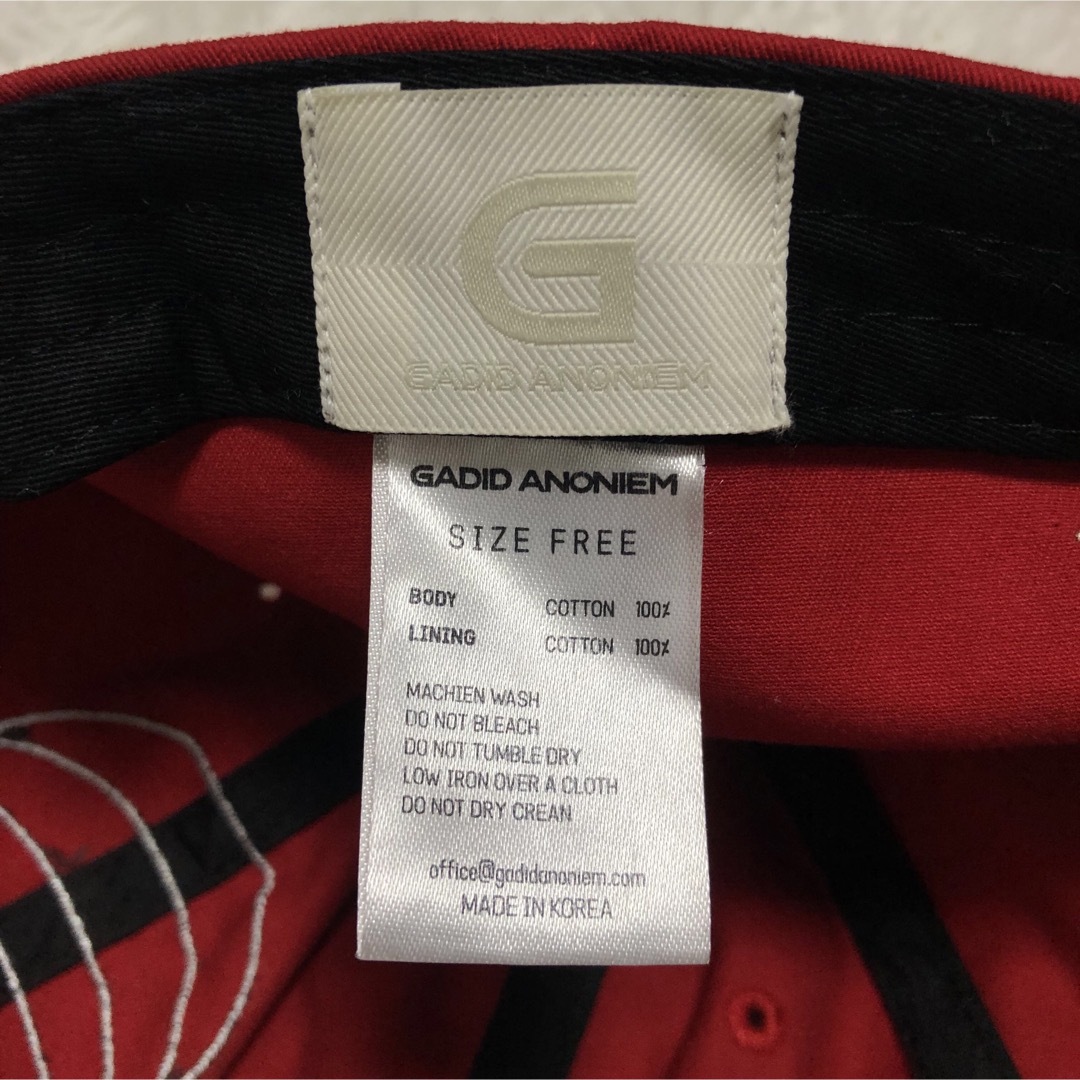 G
GADID ANONIEM
GADID ANONIEM
SIZE FREE
BODY COTTON 100%
LINING COTTON 100%
MACHIEN WASH
DO NOT BLEACH
DO NOT TUMBLE DRY
LOW IRON OVER A CLOTH
DO NOT DRY CREAN
office@gadidanoniem.com
MADE IN KOREA